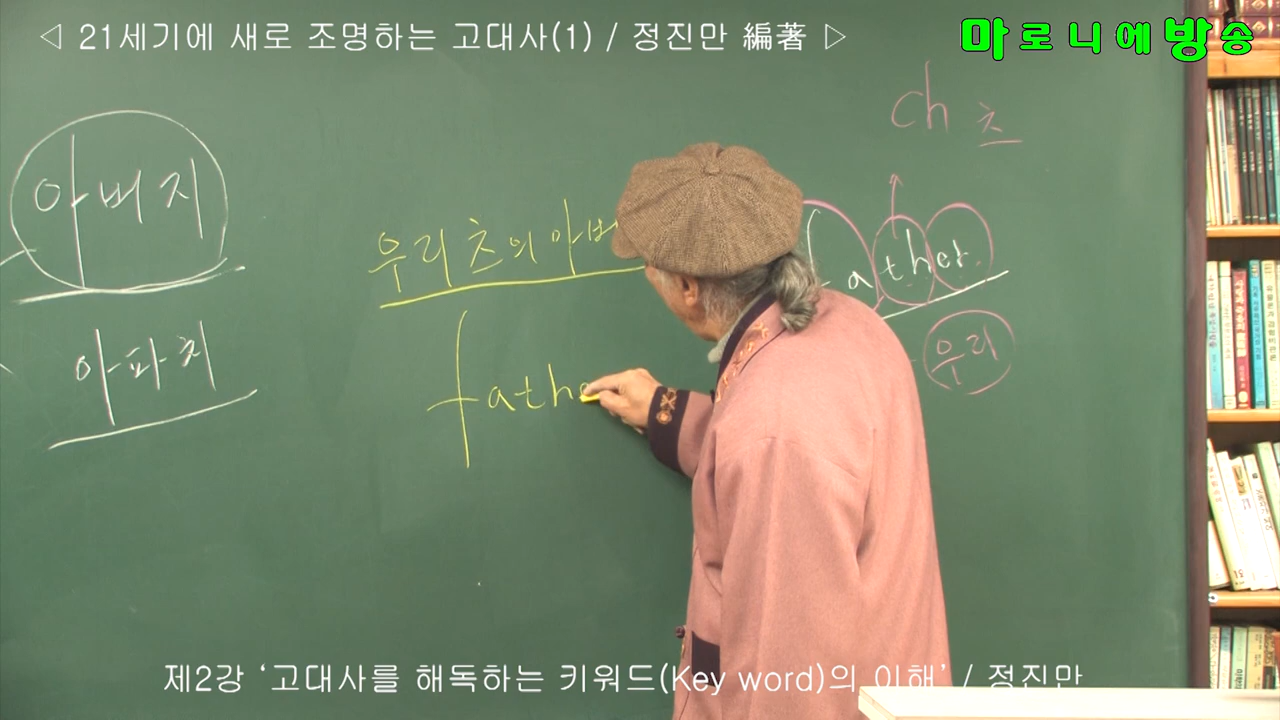 ◁ 21세기에 새로 조명하는 고대사(1) / 정진만 編著 ▷
마로니에방송
ch 츠
아버지
우리츠의아버
father
우리
아파치
fathe
제2강 ‘고대사를 해독하는 키워드(Key word)의 이해’ / 정진만